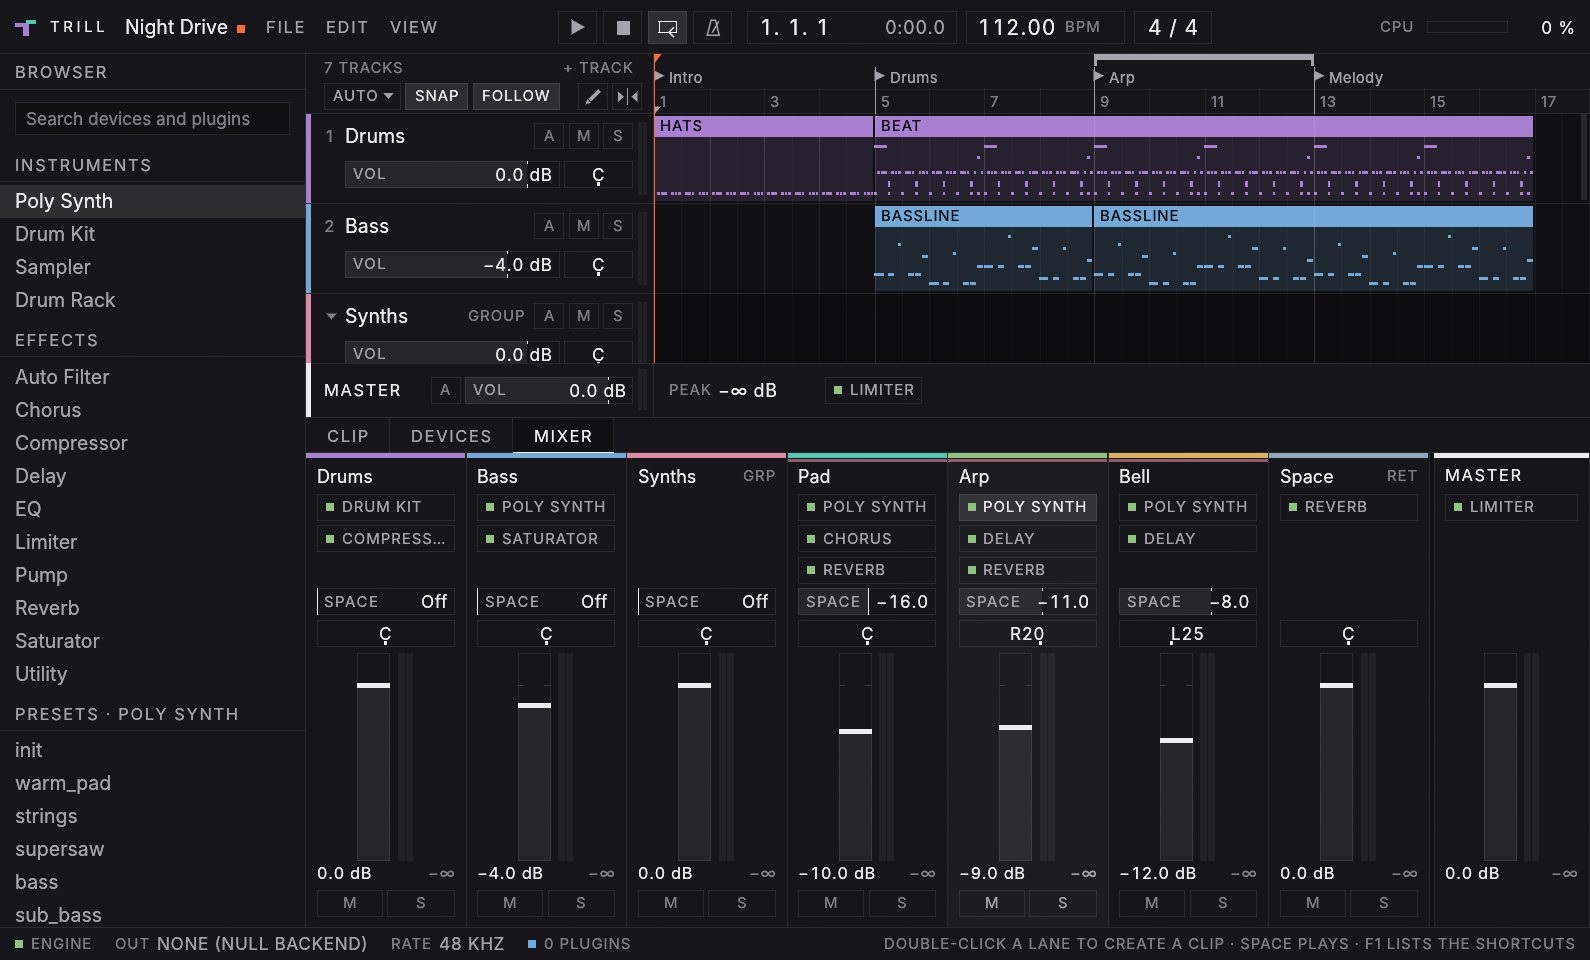 TRILL Night Drive FILE EDIT VIEW 1. 1. 1 0:00.0 112.00 BPM 4 / 4 CPU 0 %
BROWSER
Search devices and plugins
INSTRUMENTS
Poly Synth
Drum Kit
Sampler
Drum Rack
EFFECTS
Auto Filter
Chorus
Compressor
Delay
EQ
Limiter
Pump
Reverb
Saturator
Utility
PRESETS · POLY SYNTH
init
warm_pad
strings
supersaw
bass
sub_bass
7 TRACKS + TRACK
AUTO SNAP FOLLOW
Intro Drums Arp Melody
1 3 5 7 9 11 13 15 17
1 Drums A M S
VOL 0.0 dB C
HATS BEAT
2 Bass A M S
VOL −4.0 dB C
BASSLINE BASSLINE
Synths GROUP A M S
VOL 0.0 dB C
MASTER A VOL 0.0 dB PEAK −∞ dB LIMITER
CLIP DEVICES MIXER
Drums Bass Synths GRP Pad Arp Bell Space RET MASTER
DRUM KIT POLY SYNTH POLY SYNTH POLY SYNTH POLY SYNTH REVERB LIMITER
COMPRESS... SATURATOR CHORUS DELAY DELAY
REVERB REVERB
SPACE Off SPACE Off SPACE Off SPACE −16.0 SPACE −11.0 SPACE −8.0
C C C C R20 L25 C
0.0 dB −∞ −4.0 dB −∞ 0.0 dB −∞ −10.0 dB −∞ −9.0 dB −∞ −12.0 dB −∞ 0.0 dB −∞ 0.0 dB −∞
M S M S M S M S M S M S M S
ENGINE OUT NONE (NULL BACKEND) RATE 48 KHZ 0 PLUGINS DOUBLE-CLICK A LANE TO CREATE A CLIP · SPACE PLAYS · F1 LISTS THE SHORTCUTS